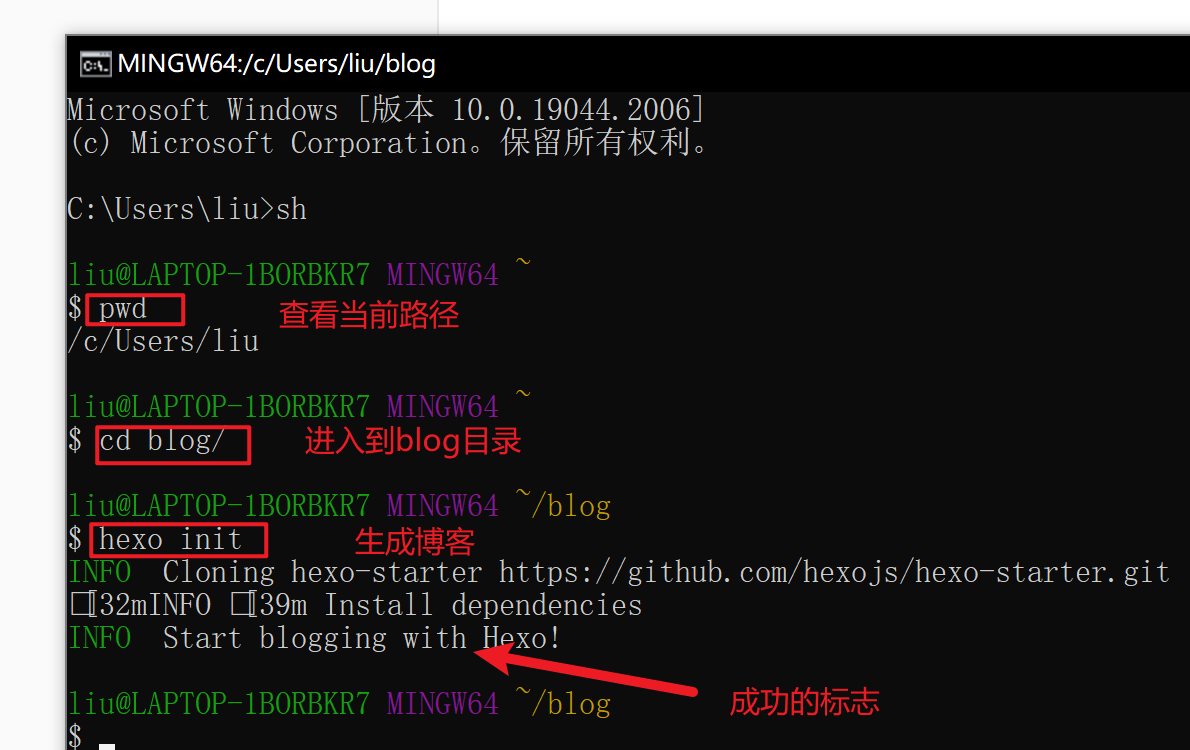 MINGW64:/c/Users/liu/blog
Microsoft Windows [版本 10.0.19044.2006]
(c) Microsoft Corporation。保留所有权利。
C:\Users\liu>sh
liu@LAPTOP-1BORBKR7 MINGW64 ~
$ pwd 查看当前路径
/c/Users/liu
liu@LAPTOP-1BORBKR7 MINGW64 ~
$ cd blog/ 进入到blog目录
liu@LAPTOP-1BORBKR7 MINGW64 ~/blog
$ hexo init 生成博客
INFO Cloning hexo-starter https://github.com/hexojs/hexo-starter.git
□[32mINFO □[39m Install dependencies
INFO Start blogging with Hexo!
liu@LAPTOP-1BORBKR7 MINGW64 ~/blog 成功的标志
$